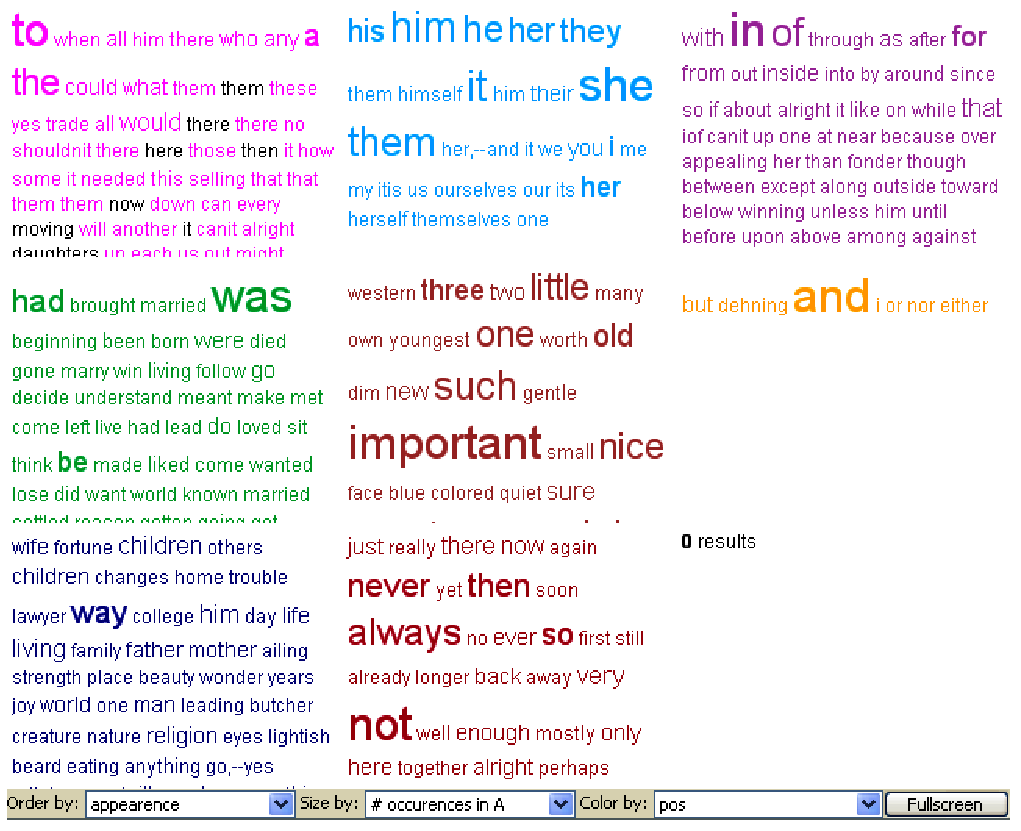 to when all him there who any a
the could what them them these
yes trade all would there there no
shouldnit there here those then it how
some it needed this selling that that
them them now down can every
moving will another it canit alright
daughters up each us out might
his him he her they
them himself it him their she
them her,--and it we you i me
my itis us ourselves our its her
herself themselves one
with in of through as after for
from out inside into by around since
so if about alright it like on while that
iof canit up one at near because over
appealing her than fonder though
between except along outside toward
below winning unless him until
before upon above among against
had brought married was
beginning been born were died
gone marry win living follow go
decide understand meant make met
come left live had lead do loved sit
think be made liked come wanted
lose did want world known married
settled reason gotten going get
western three two little many
own youngest one worth old
dim new such gentle
important small nice
face blue colored quiet sure
but dehning and i or nor either
wife fortune children others
children changes home trouble
lawyer way college him day life
living family father mother ailing
strength place beauty wonder years
joy world one man leading butcher
creature nature religion eyes lightish
beard eating anything go,--yes
just really there now again
never yet then soon
always no ever so first still
already longer back away very
not well enough mostly only
here together alright perhaps
0 results
Order by: appearence Size by: # occurences in A Color by: pos Fullscreen